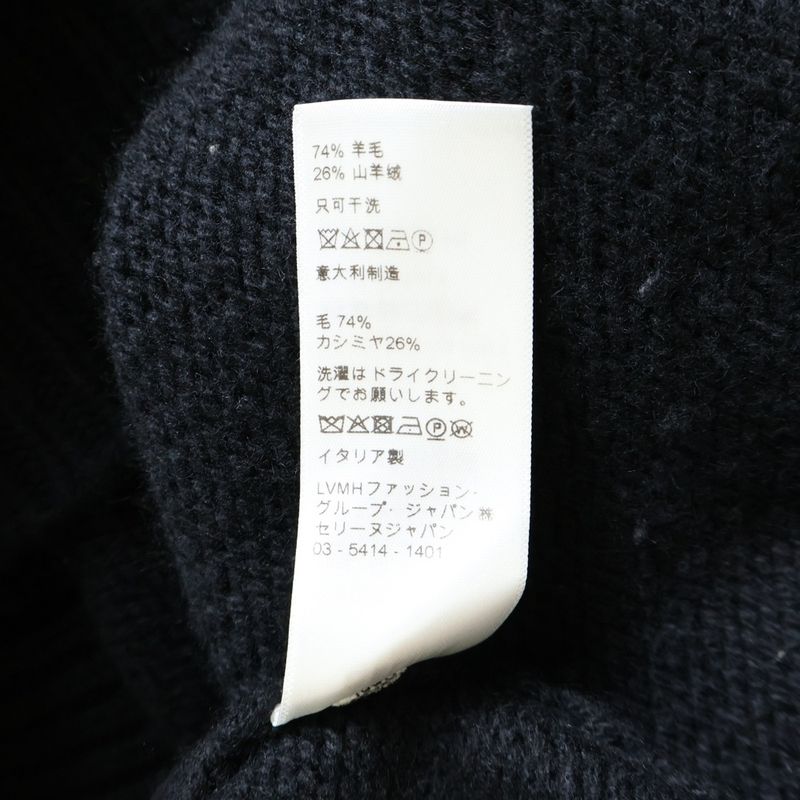 74% 羊毛
26% 山羊绒
只可干洗
P
意大利制造
毛 74%
カシミヤ26%
洗濯はドライクリーニン
グでお願いします。
P W
イタリア製
LVMHファッション・
グループ・ジャパン㈱
セリーヌジャパン
03 - 5414 - 1401